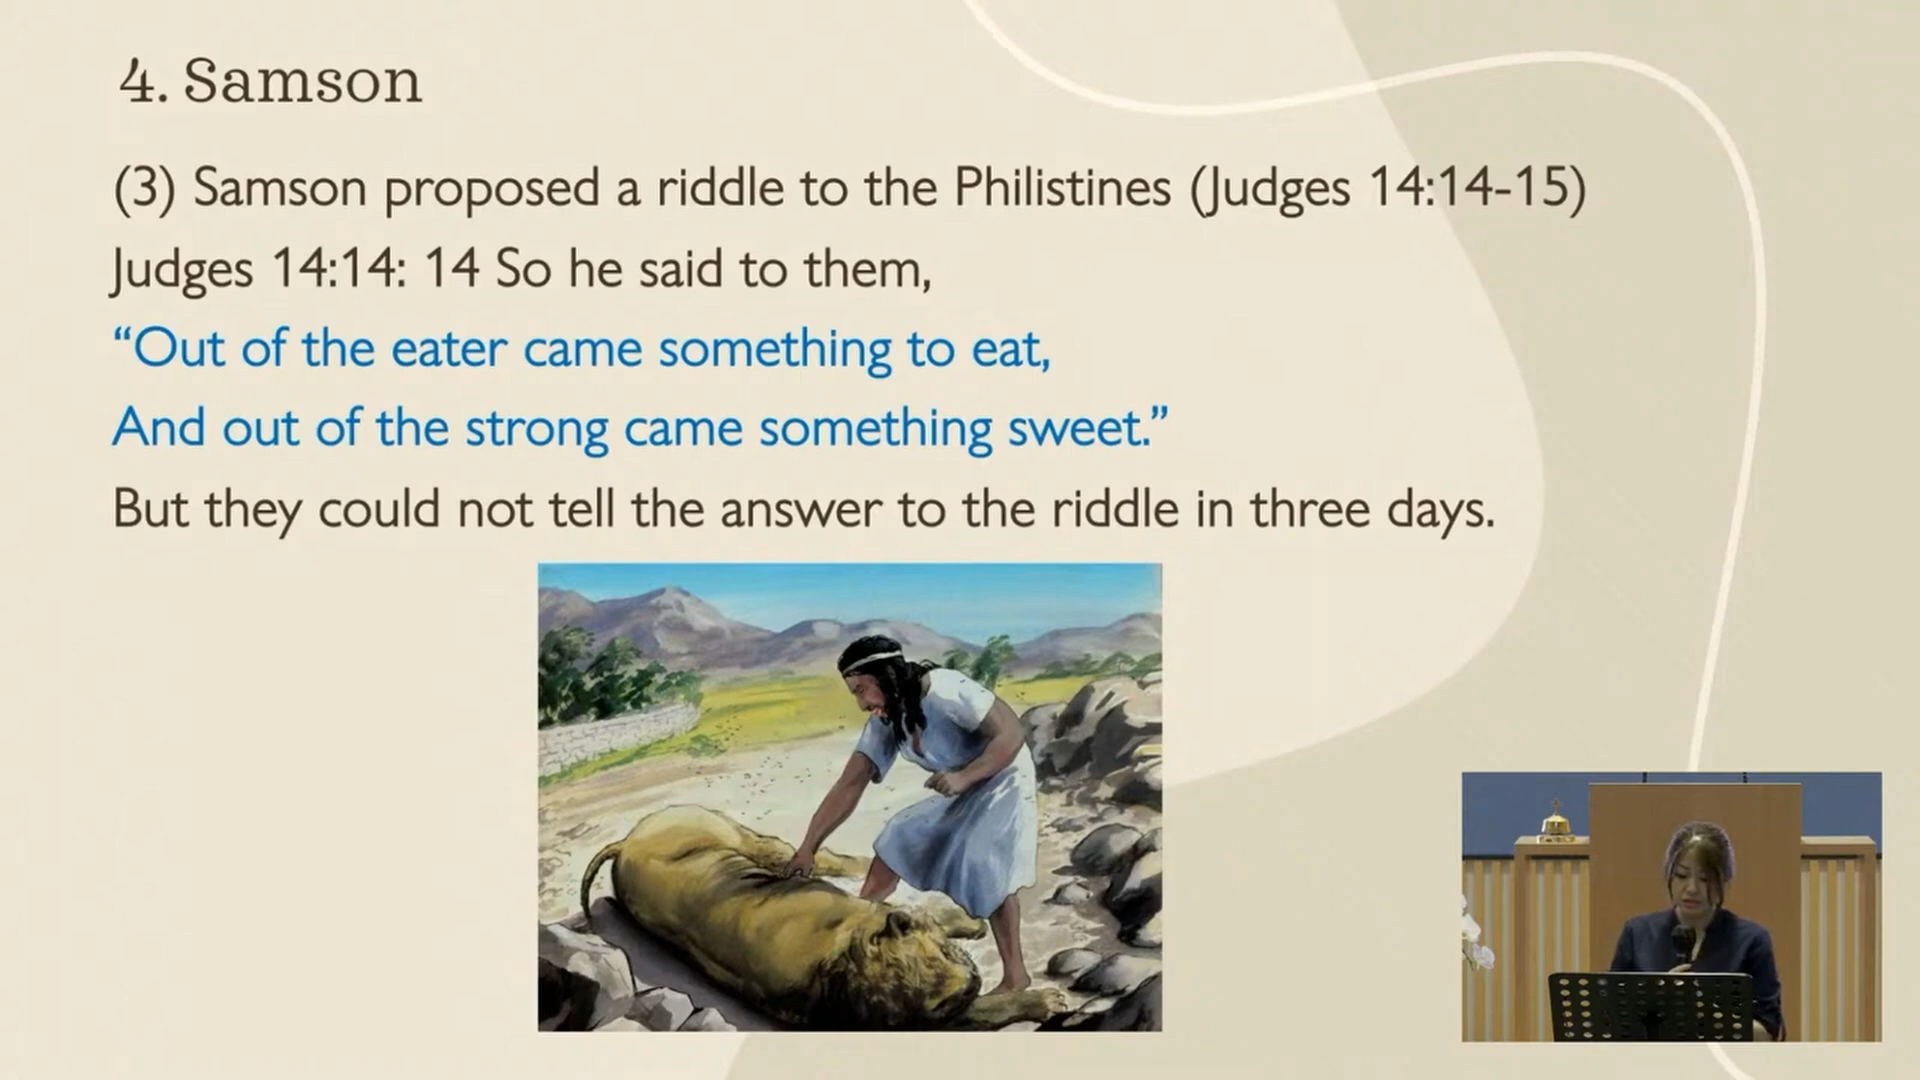 4. Samson
(3) Samson proposed a riddle to the Philistines (Judges 14:14-15)
Judges 14:14: 14 So he said to them,
“Out of the eater came something to eat,
And out of the strong came something sweet.”
But they could not tell the answer to the riddle in three days.